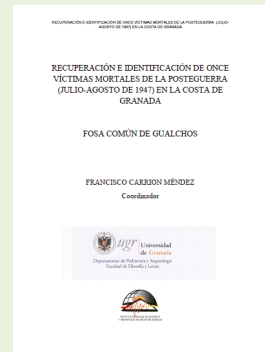 RECUPERACIÓN E IDENTIFICACIÓN DE ONCE VÍCTIMAS MORTALES DE LA POSTEGUERRA (JULIO-
AGOSTO DE 1947) EN LA COSTA DE GRANADA
RECUPERACIÓN E IDENTIFICACIÓN DE ONCE
VÍCTIMAS MORTALES DE LA POSTEGUERRA
(JULIO-AGOSTO DE 1947) EN LA COSTA DE
GRANADA
FOSA COMÚN DE GUALCHOS
FRANCISCO CARRION MÉNDEZ
Coordinador
ugr Universidad
de Granada
Departamento de Prehistoria y Arqueología
Facultad de Filosofía y Letras